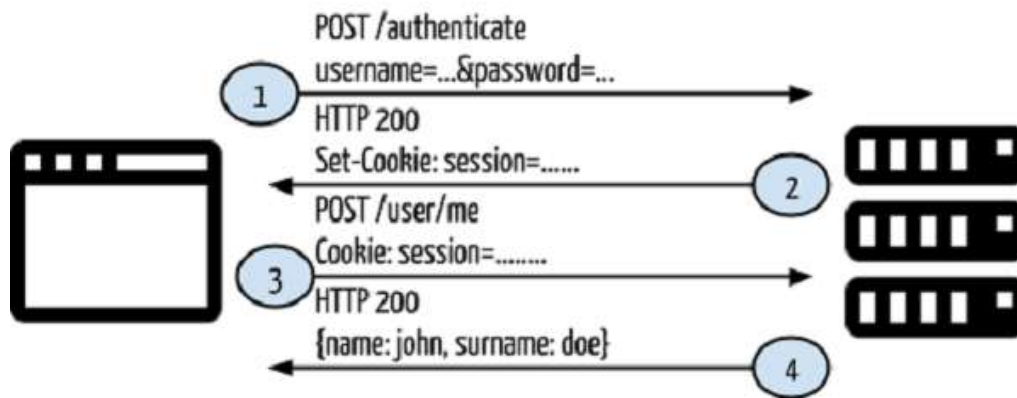 POST /authenticate
username=...&password=...
1
HTTP 200
Set-Cookie: session=......
2
POST /user/me
Cookie: session=........
3
HTTP 200
{name: john, surname: doe}
4